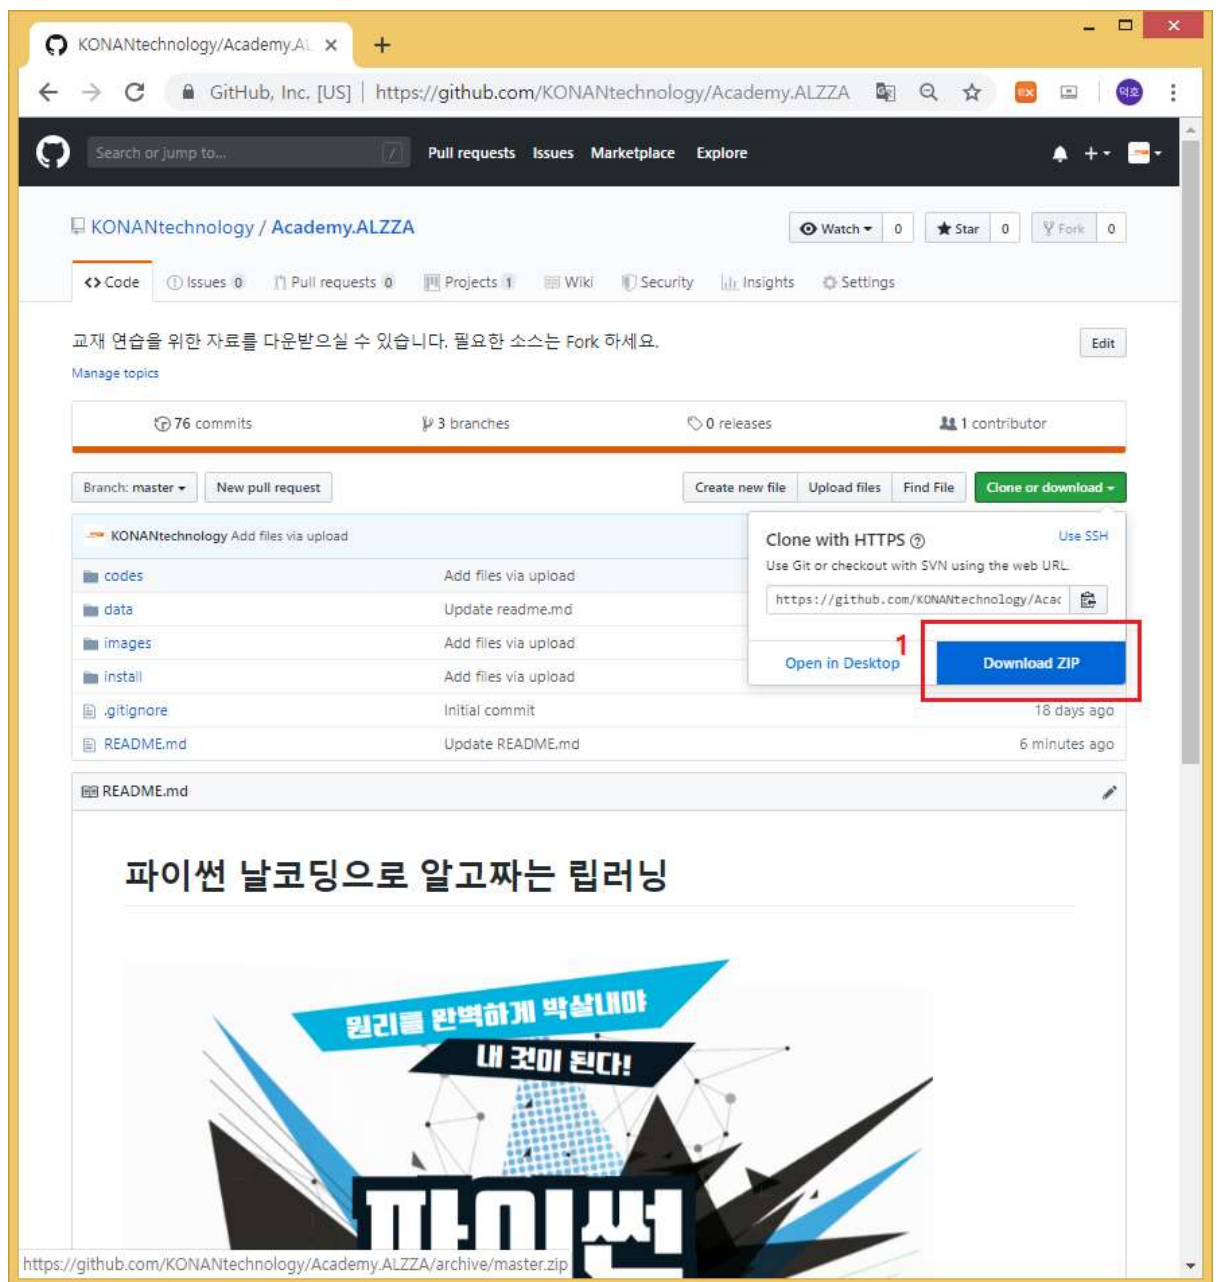 KONANtechnology/Academy.AL
GitHub, Inc. [US] | https://github.com/KONANtechnology/Academy.ALZZA
덕호
Search or jump to... /
Pull requests Issues Marketplace Explore
KONANtechnology / Academy.ALZZA
Watch 0 Star 0 Fork 0
Code Issues 0 Pull requests 0 Projects 1 Wiki Security Insights Settings
교재 연습을 위한 자료를 다운받으실 수 있습니다. 필요한 소스는 Fork 하세요.
Edit
Manage topics
76 commits 3 branches 0 releases 1 contributor
Branch: master New pull request Create new file Upload files Find File Clone or download
KONANtechnology Add files via upload
Clone with HTTPS Use SSH
Use Git or checkout with SVN using the web URL.
https://github.com/KONANtechnology/Acac
1
Open in Desktop Download ZIP
codes Add files via upload
data Update readme.md
images Add files via upload
install Add files via upload
.gitignore Initial commit 18 days ago
README.md Update README.md 6 minutes ago
README.md
파이썬 날코딩으로 알고짜는 립러닝
원리를 완벽하게 박살내야
내 것이 된다!
파이썬
https://github.com/KONANtechnology/Academy.ALZZA/archive/master.zip